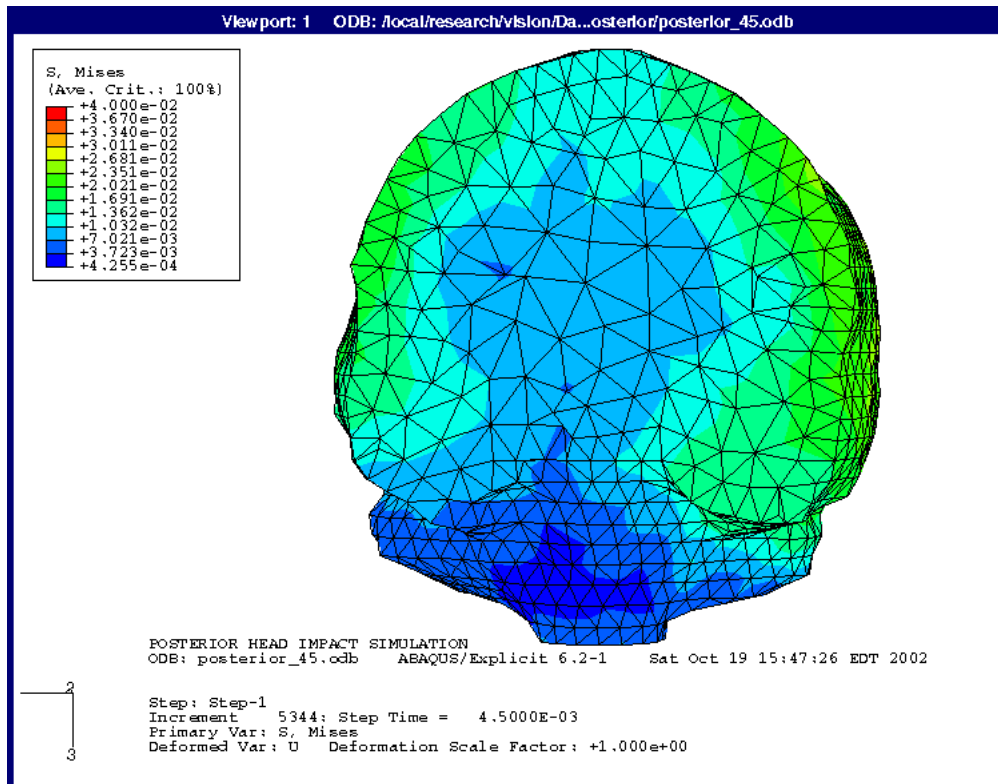 Viewport: 1 ODB: /local/research/vision/Da...osterior/posterior_45.odb
S, Mises
(Ave. Crit.: 100%)
+4.000e-02
+3.670e-02
+3.340e-02
+3.011e-02
+2.681e-02
+2.351e-02
+2.021e-02
+1.691e-02
+1.362e-02
+1.032e-02
+7.021e-03
+3.723e-03
+4.255e-04
POSTERIOR HEAD IMPACT SIMULATION
ODB: posterior_45.odb ABAQUS/Explicit 6.2-1 Sat Oct 19 15:47:26 EDT 2002
2
3
Step: Step-1
Increment 5344: Step Time = 4.5000E-03
Primary Var: S, Mises
Deformed Var: U Deformation Scale Factor: +1.000e+00